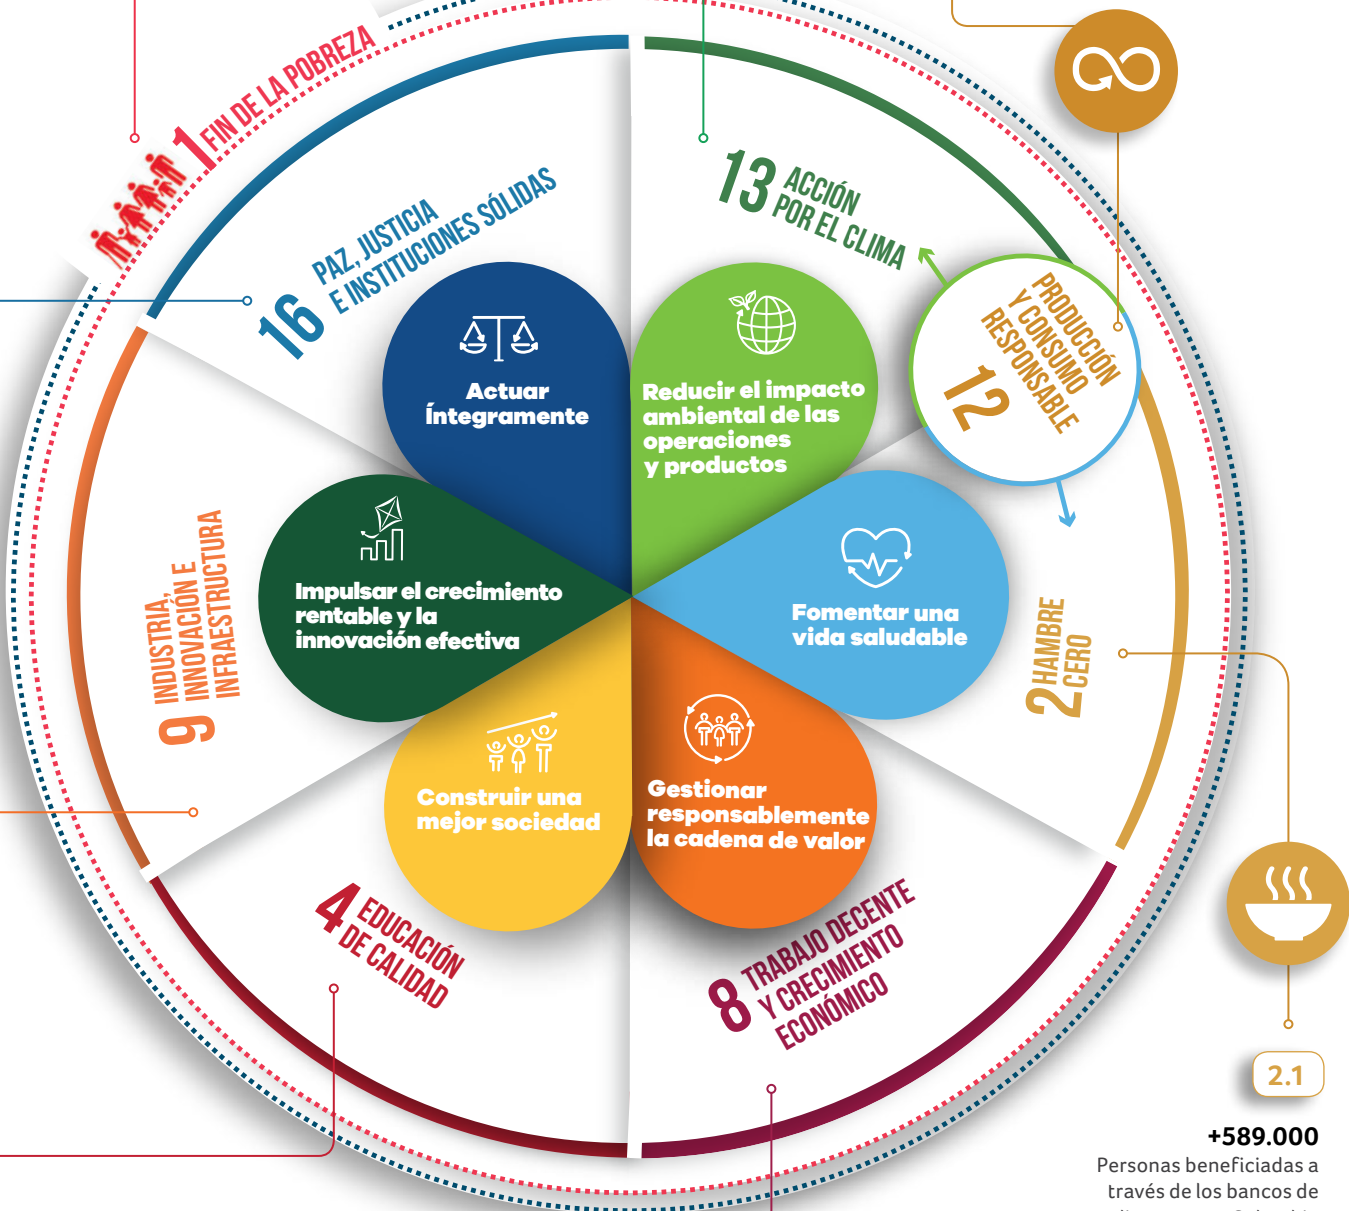 1 FIN DE LA POBREZA
16 PAZ, JUSTICIA
E INSTITUCIONES SÓLIDAS
13 ACCIÓN
POR EL CLIMA
PRODUCCIÓN
Y CONSUMO
RESPONSABLE
12
Actuar
Íntegramente
Reducir el impacto
ambiental de las
operaciones
y productos
Impulsar el crecimiento
rentable y la
innovación efectiva
Fomentar una
vida saludable
9 INDUSTRIA,
INNOVACIÓN E
INFRAESTRUCTURA
2 HAMBRE
CERO
Construir una
mejor sociedad
Gestionar
responsablemente
la cadena de valor
4 EDUCACIÓN
DE CALIDAD
8 TRABAJO DECENTE
Y CRECIMIENTO
ECONÓMICO
2.1
+589.000
Personas beneficiadas a
través de los bancos de